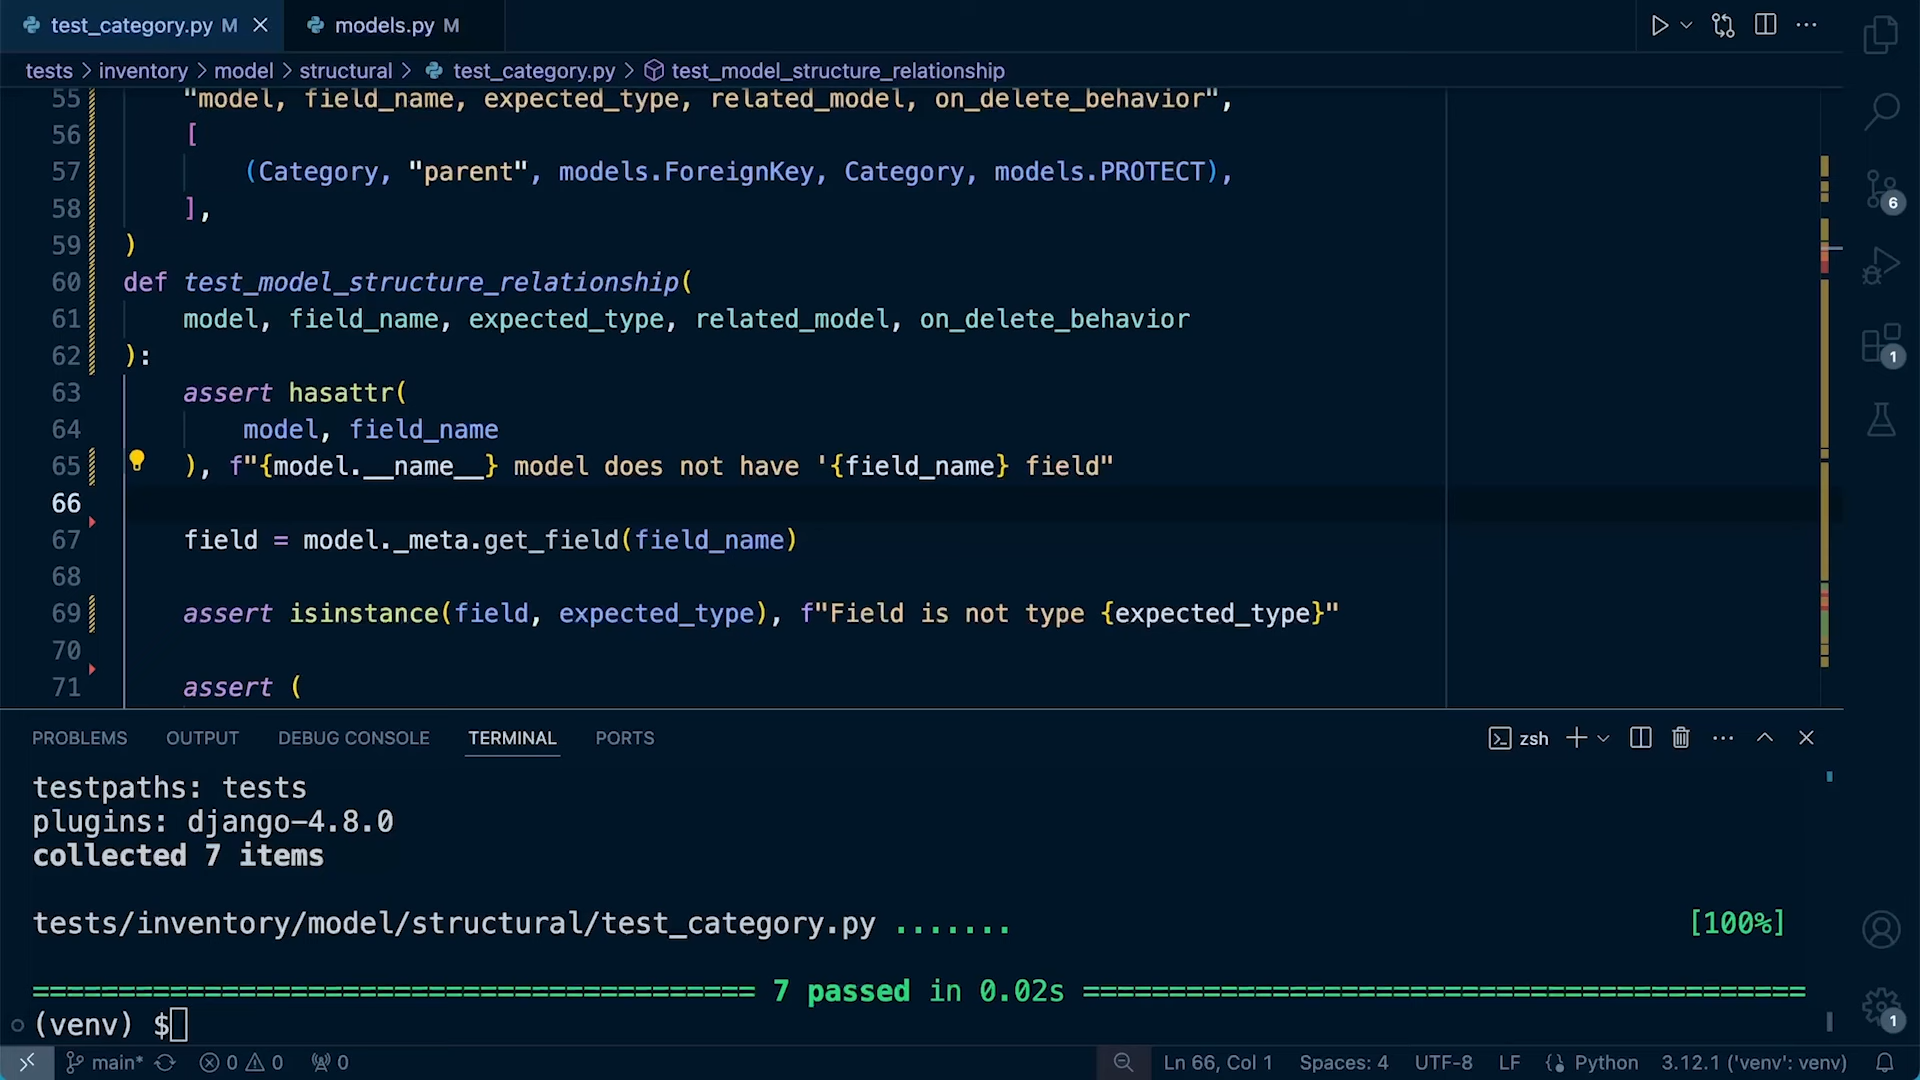 test_category.py M
models.py M
tests > inventory > model > structural > test_category.py > test_model_structure_relationship
55 "model, field_name, expected_type, related_model, on_delete_behavior",
56 [
57 (Category, "parent", models.ForeignKey, Category, models.PROTECT),
58 ],
59 )
60 def test_model_structure_relationship(
61 model, field_name, expected_type, related_model, on_delete_behavior
62 ):
63 assert hasattr(
64 model, field_name
65 ), f"{model.__name__} model does not have '{field_name} field"
66
67 field = model._meta.get_field(field_name)
68
69 assert isinstance(field, expected_type), f"Field is not type {expected_type}"
70
71 assert (
6
1
PROBLEMS OUTPUT DEBUG CONSOLE TERMINAL PORTS
zsh
testpaths: tests
plugins: django-4.8.0
collected 7 items
tests/inventory/model/structural/test_category.py ....... [100%]
======================================== 7 passed in 0.02s ========================================
(venv) $
1
main* 0 0 0 Ln 66, Col 1 Spaces: 4 UTF-8 LF Python 3.12.1 ('venv': venv)